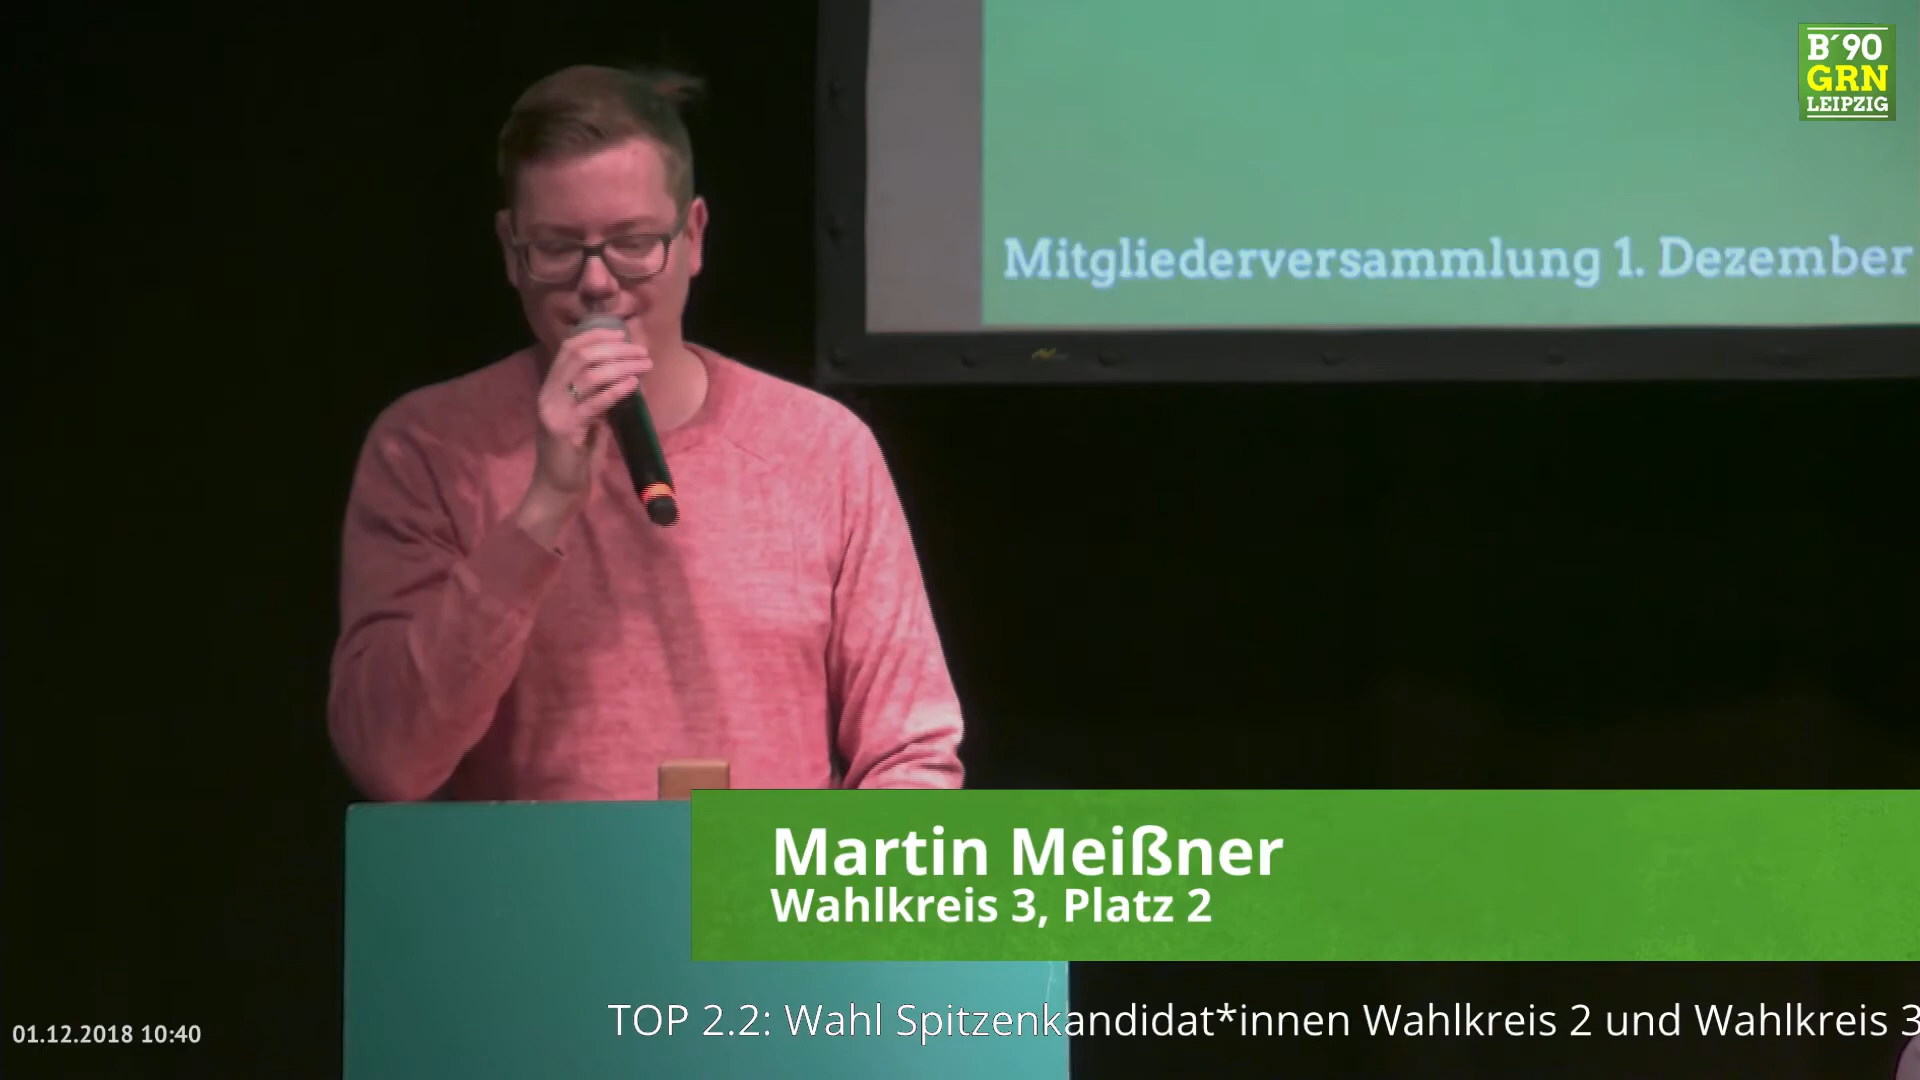 B´90
GRN
LEIPZIG
Mitgliederversammlung 1. Dezember
Martin Meißner
Wahlkreis 3, Platz 2
TOP 2.2: Wahl Spitzenkandidat*innen Wahlkreis 2 und Wahlkreis 3
01.12.2018 10:40